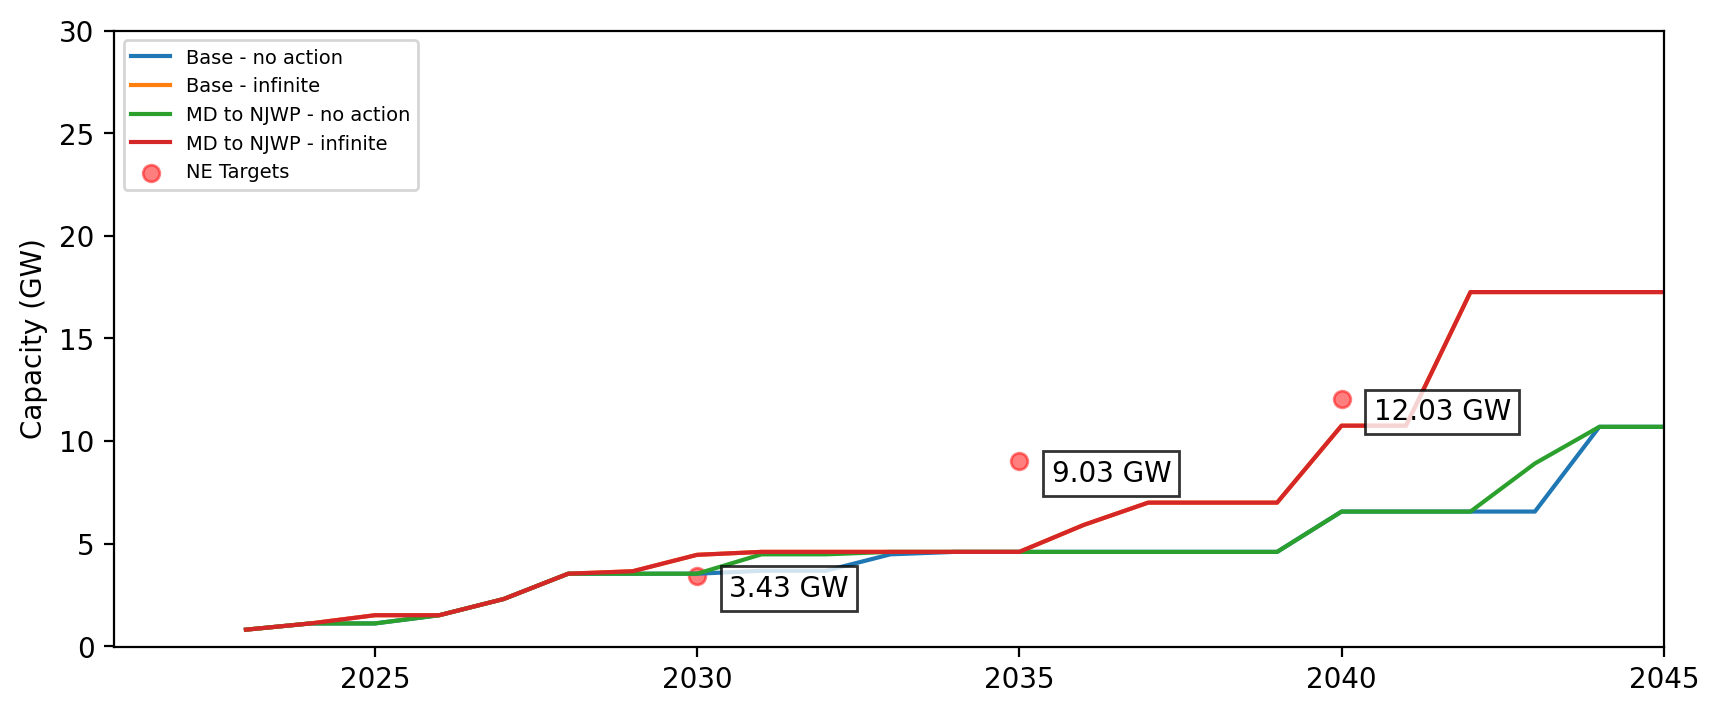 30
25
20
15
10
5
0
Capacity (GW)
Base - no action
Base - infinite
MD to NJWP - no action
MD to NJWP - infinite
NE Targets
12.03 GW
9.03 GW
3.43 GW
2025
2030
2035
2040
2045